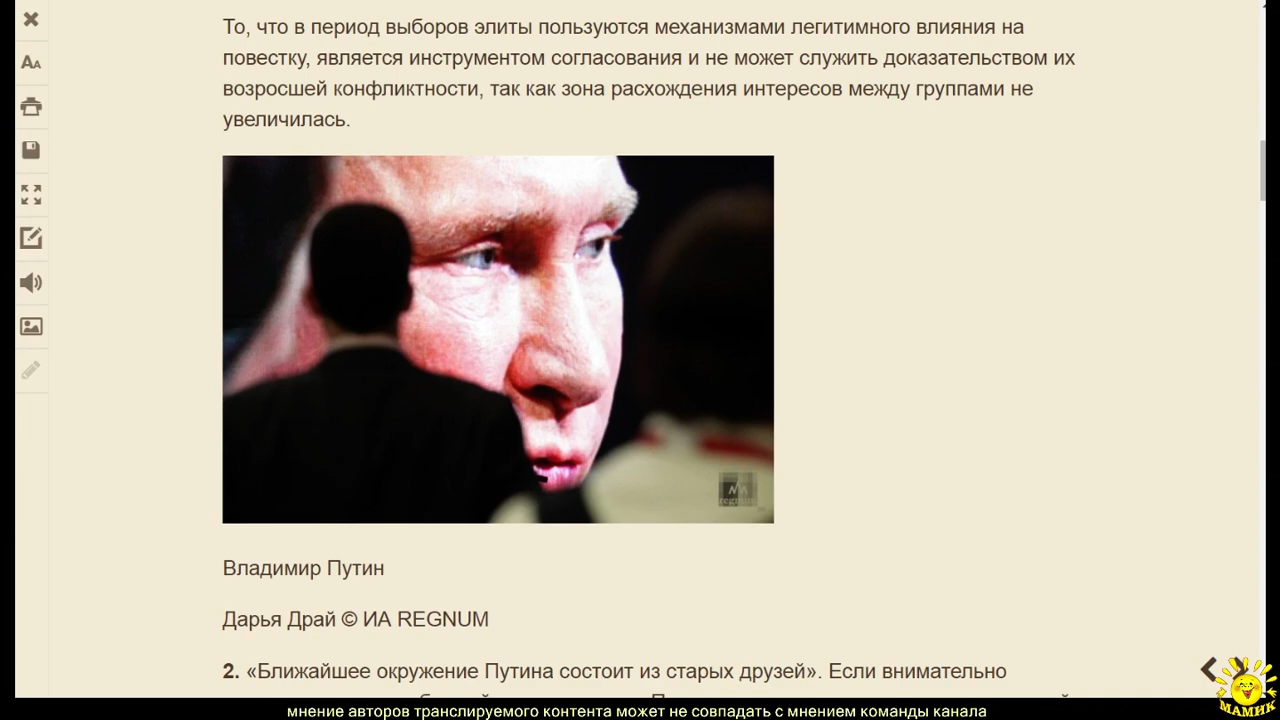 То, что в период выборов элиты пользуются механизмами легитимного влияния на
повестку, является инструментом согласования и не может служить доказательством их
возросшей конфликтности, так как зона расхождения интересов между группами не
увеличилась.
regnum
Владимир Путин
Дарья Драй © ИА REGNUM
2. «Ближайшее окружение Путина состоит из старых друзей». Если внимательно
МАМИК
мнение авторов транслируемого контента может не совпадать с мнением команды канала